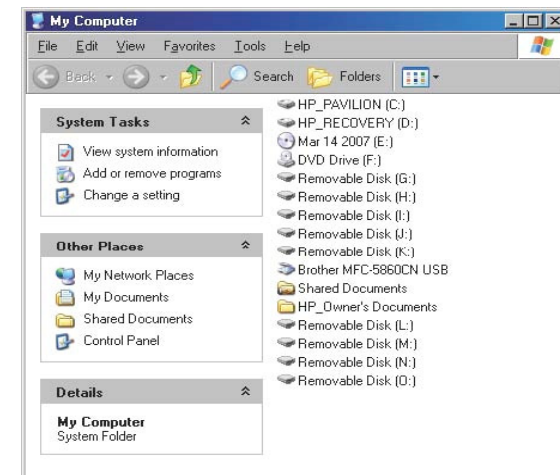 My Computer
File Edit View Favorites Tools Eelp
Back Search Folders
System Tasks
View system information
Add or remove programs
Change a setting
Other Places
My Network Places
My Documents
Shared Documents
Control Panel
Details
My Computer
System Folder
HP_PAVILION (C:)
HP_RECOVERY (D:)
Mar 14 2007 (E:)
DVD Drive (F:)
Removable Disk (G:)
Removable Disk (H:)
Removable Disk (I:)
Removable Disk (J:)
Removable Disk (K:)
Brother MFC-5860CN USB
Shared Documents
HP_Owner's Documents
Removable Disk (L:)
Removable Disk (M:)
Removable Disk (N:)
Removable Disk (O:)